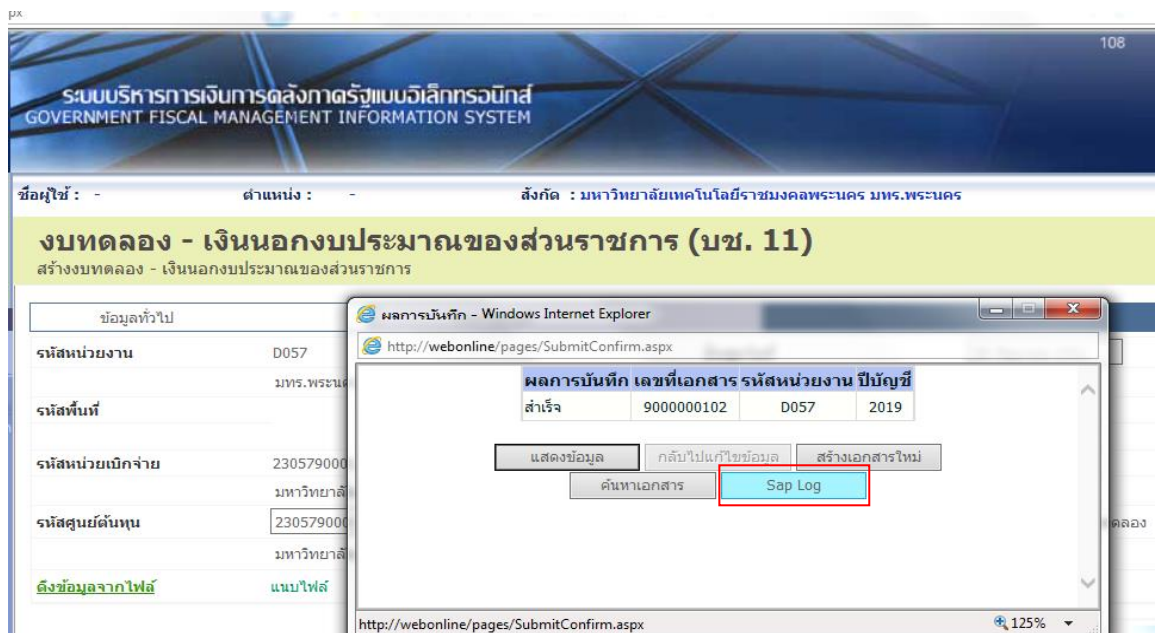 px
108
ระบบบริหารการเงินการคลังภาครัฐแบบอิเล็กทรอนิกส์
GOVERNMENT FISCAL MANAGEMENT INFORMATION SYSTEM
ชื่อผู้ใช้ : - ตำแหน่ง : - สังกัด : มหาวิทยาลัยเทคโนโลยีราชมงคลพระนคร มทร.พระนคร
งบทดลอง - เงินนอกงบประมาณของส่วนราชการ (บช. 11)
สร้างงบทดลอง - เงินนอกงบประมาณของส่วนราชการ
ข้อมูลทั่วไป
รหัสหน่วยงาน D057
มทร.พระนค
รหัสพื้นที่
รหัสหน่วยเบิกจ่าย 230579000
มหาวิทยาลั
รหัสศูนย์ต้นทุน 230579000
มหาวิทยาลั
ดึงข้อมูลจากไฟล์ แนบไฟล์
ผลการบันทึก - Windows Internet Explorer
http://webonline/pages/SubmitConfirm.aspx
ผลการบันทึก เลขที่เอกสาร รหัสหน่วยงาน ปีบัญชี
สำเร็จ 9000000102 D057 2019
แสดงข้อมูล กลับไปแก้ไขข้อมูล สร้างเอกสารใหม่
ค้นหาเอกสาร Sap Log
http://webonline/pages/SubmitConfirm.aspx 125%